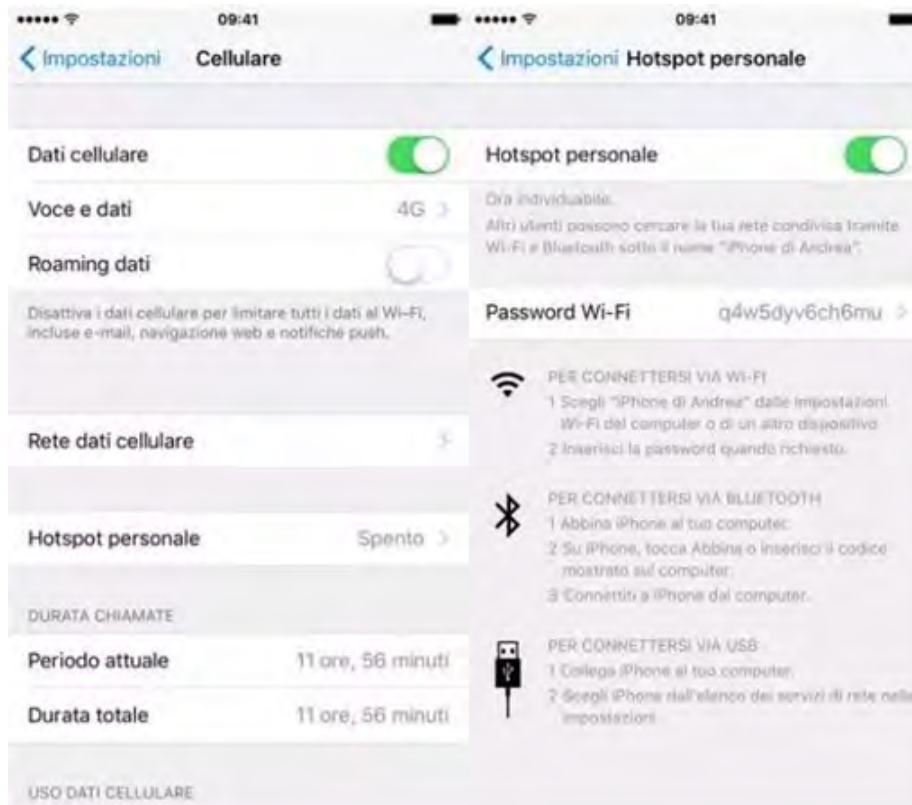 09:41
Impostazioni Cellulare
Dati cellulare
Voce e dati 4G
Roaming dati
Disattiva i dati cellulare per limitare tutti i dati al Wi-Fi,
incluse e-mail, navigazione web e notifiche push.
Rete dati cellulare
Hotspot personale Spento
DURATA CHIAMATE
Periodo attuale 11 ore, 56 minuti
Durata totale 11 ore, 56 minuti
USO DATI CELLULARE
09:41
Impostazioni Hotspot personale
Hotspot personale
Ora individuabile.
Altri utenti possono cercare la tua rete condivisa tramite
Wi-Fi e Bluetooth sotto il nome "iPhone di Andrea".
Password Wi-Fi q4w5dyv6ch6mu
PER CONNETTERSI VIA WI-FI
1 Scegli "iPhone di Andrea" dalle impostazioni
Wi-Fi del computer o di un altro dispositivo
2 Inserisci la password quando richiesto.
PER CONNETTERSI VIA BLUETOOTH
1 Abbina iPhone al tuo computer.
2 Su iPhone, tocca Abbina o inserisci il codice
mostrato sul computer.
3 Connettiti a iPhone dal computer.
PER CONNETTERSI VIA USB
1 Collega iPhone al tuo computer.
2 Scegli iPhone dall'elenco dei servizi di rete nelle
impostazioni.